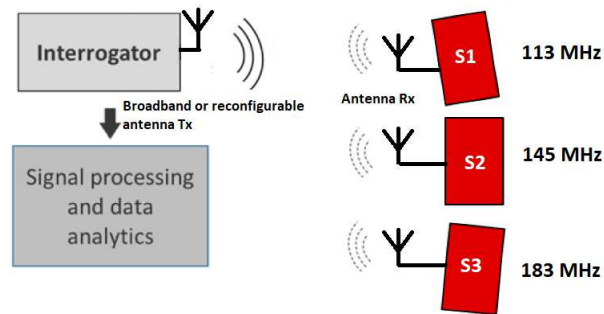 Interrogator
Broadband or reconfigurable
antenna Tx
Signal processing
and data
analytics
Antenna Rx
S1
113 MHz
S2
145 MHz
S3
183 MHz